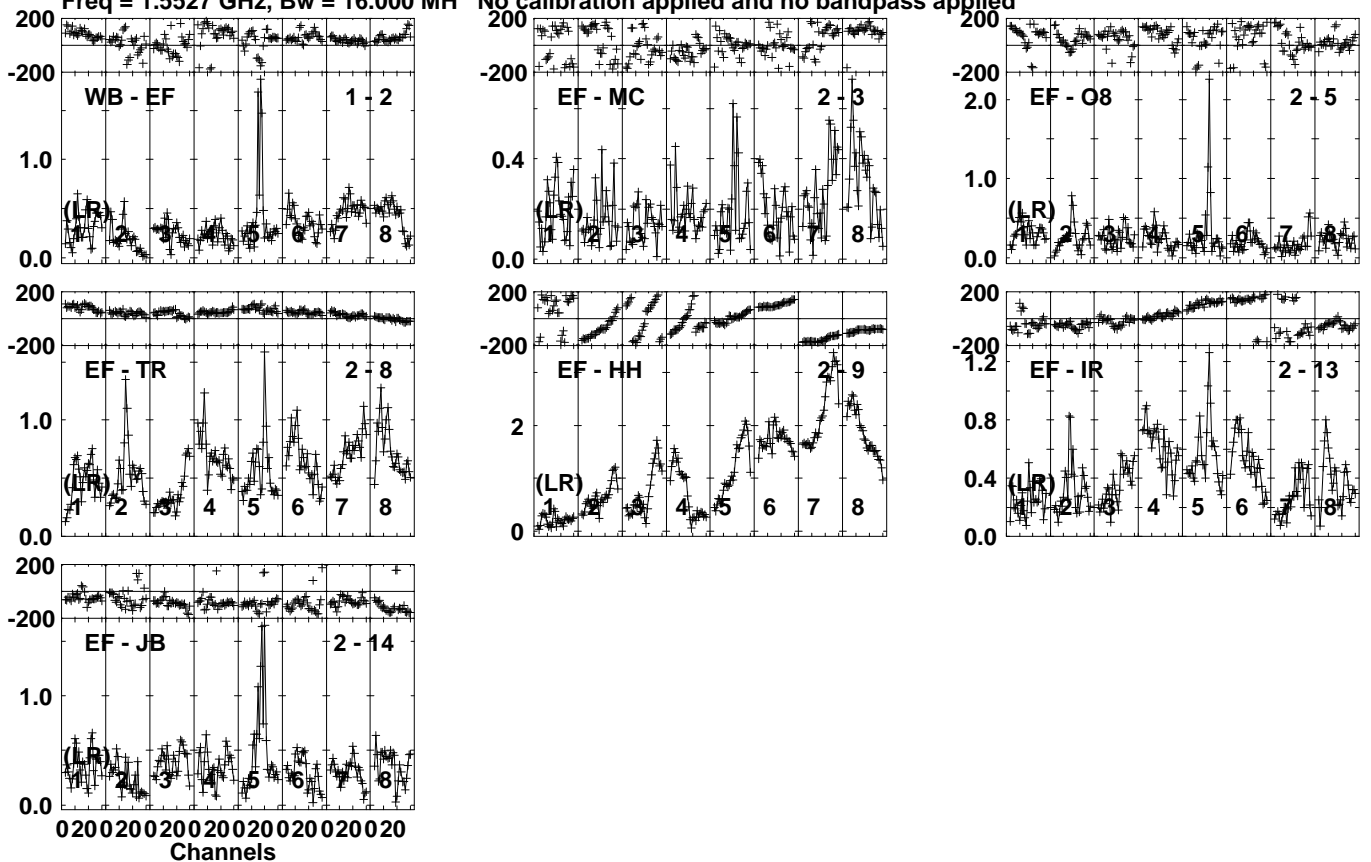 Freq = 1.5527 GHz, Bw = 16.000 MH No calibration applied and no bandpass applied
200 200 200
-200 -200 -200
WB - EF 1 - 2 EF - MC 2 - 3 EF - O8 2 - 5
2.0
1.0 0.4 1.0
(LR) (LR) (LR)
1 2 3 4 5 6 7 8 1 2 3 4 5 6 7 8 1 2 3 4 5 6 7 8
0.0 0.0 0.0
200 200 200
-200 -200 -200
EF - TR 2 - 8 EF - HH 2 - 9 EF - IR 2 - 13
1.2
1.0 2 0.8
(LR) (LR) 0.4 (LR)
1 2 3 4 5 6 7 8 1 2 3 4 5 6 7 8 1 2 3 4 5 6 7 8
0.0 0 0.0
200
-200
EF - JB 2 - 14
1.0
(LR)
1 2 3 4 5 6 7 8
0.0
0 20 0 20 0 20 0 20 0 20 0 20 0 20 0 20
Channels